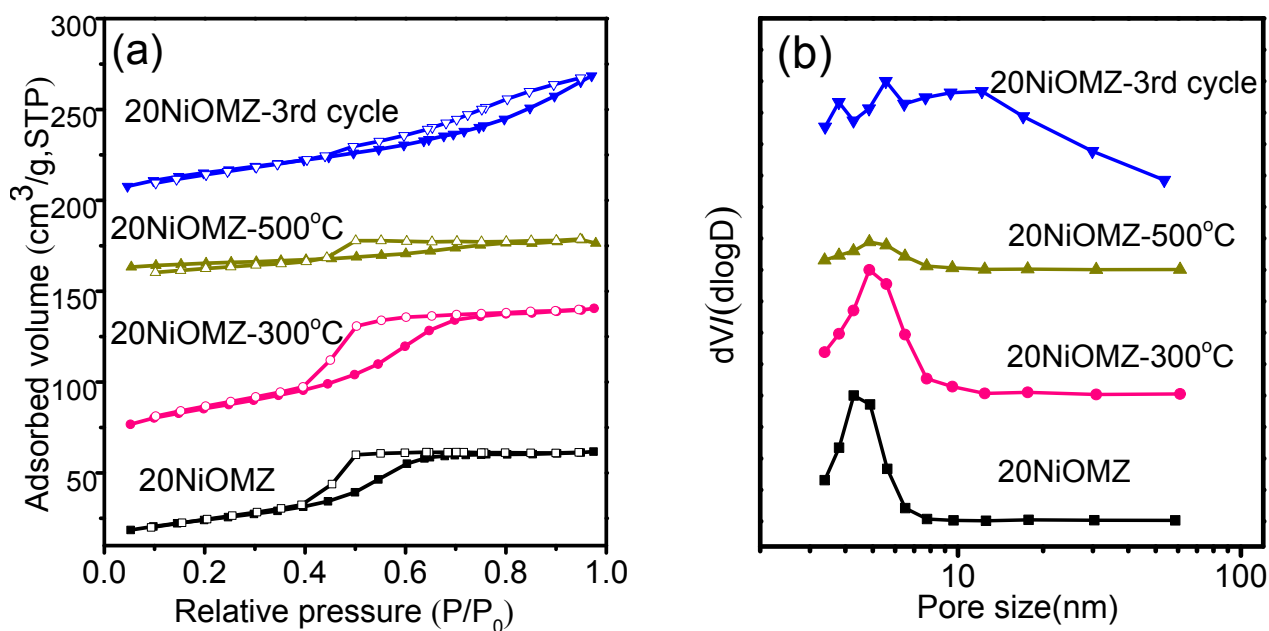 (a)
300
250
200
150
100
50
Adsorbed volume (cm³/g,STP)
20NiOMZ-3rd cycle
20NiOMZ-500°C
20NiOMZ-300°C
20NiOMZ
0.0 0.2 0.4 0.6 0.8 1.0
Relative pressure (P/P₀)
(b)
dV/(dlogD)
20NiOMZ-3rd cycle
20NiOMZ-500°C
20NiOMZ-300°C
20NiOMZ
10 100
Pore size(nm)